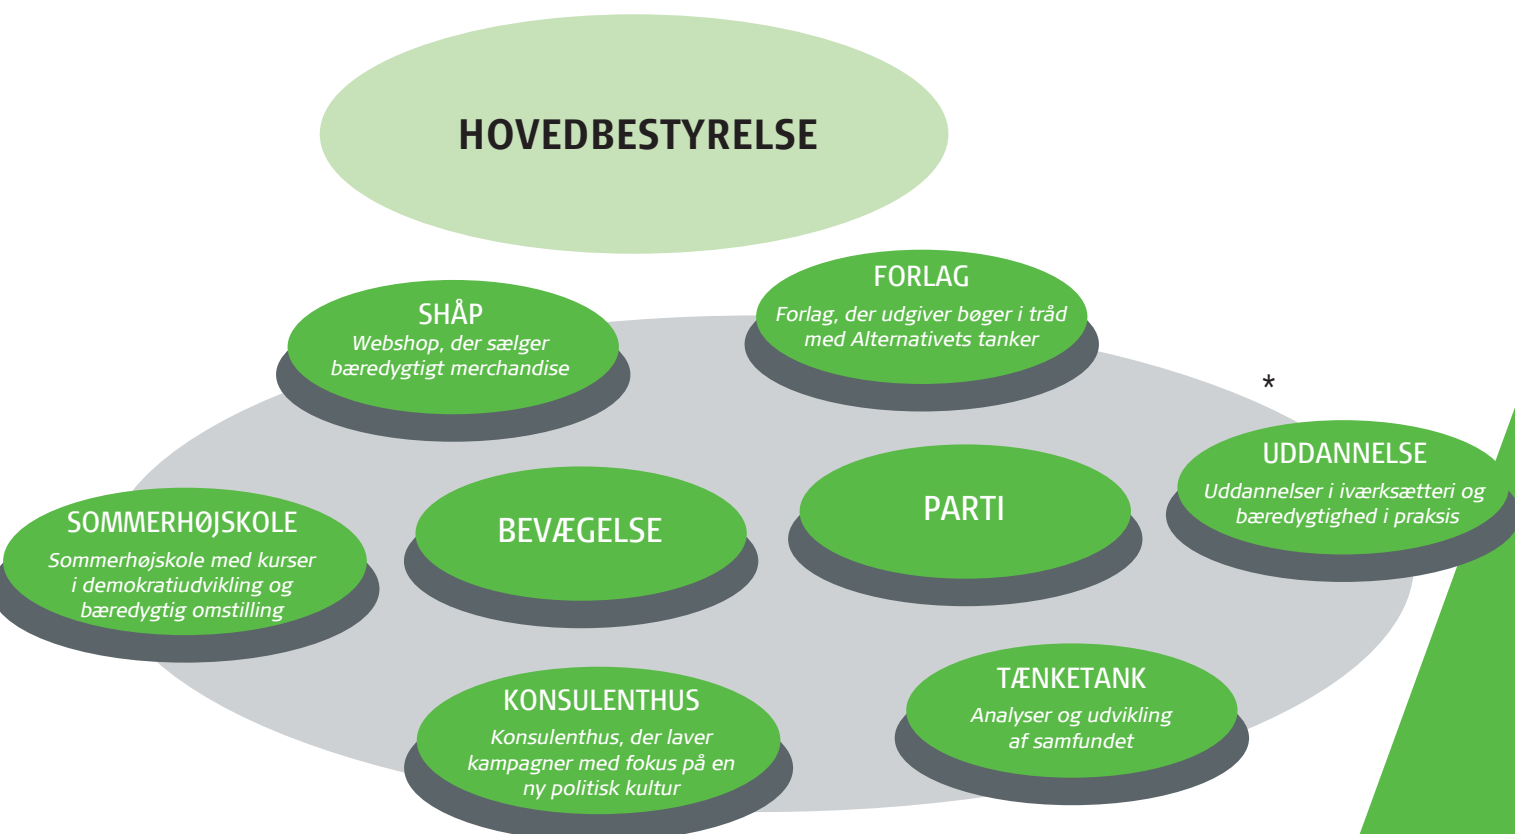 HOVEDBESTYRELSE
SHÅP
Webshop, der sælger
bæredygtigt merchandise
FORLAG
Forlag, der udgiver bøger i tråd
med Alternativets tanker
*
UDDANNELSE
Uddannelser i iværksætteri og
bæredygtighed i praksis
SOMMERHØJSKOLE
Sommerhøjskole med kurser
i demokratiudvikling og
bæredygtig omstilling
BEVÆGELSE
PARTI
KONSULENTHUS
Konsulenthus, der laver
kampagner med fokus på en
ny politisk kultur
TÆNKETANK
Analyser og udvikling
af samfundet